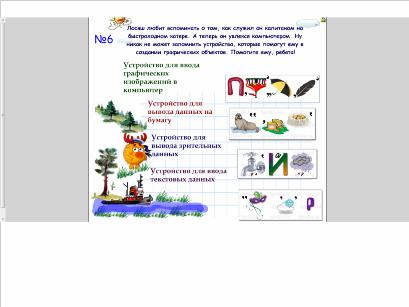 Лосяш любит вспоминать о том, как служил он капитаном на
быстроходном катере. А теперь он увлекся компьютером. Ну
никак не может запомнить устройства, которые помогут ему в
создании графических объектов. Помогите ему, ребята!
№6
Устройство для ввода
графических
изображений в
компьютер
Устройство для
вывода данных на
бумагу
Устройство для
вывода зрительных
данных
Устройство для ввода
текстовых данных
П
И
Р